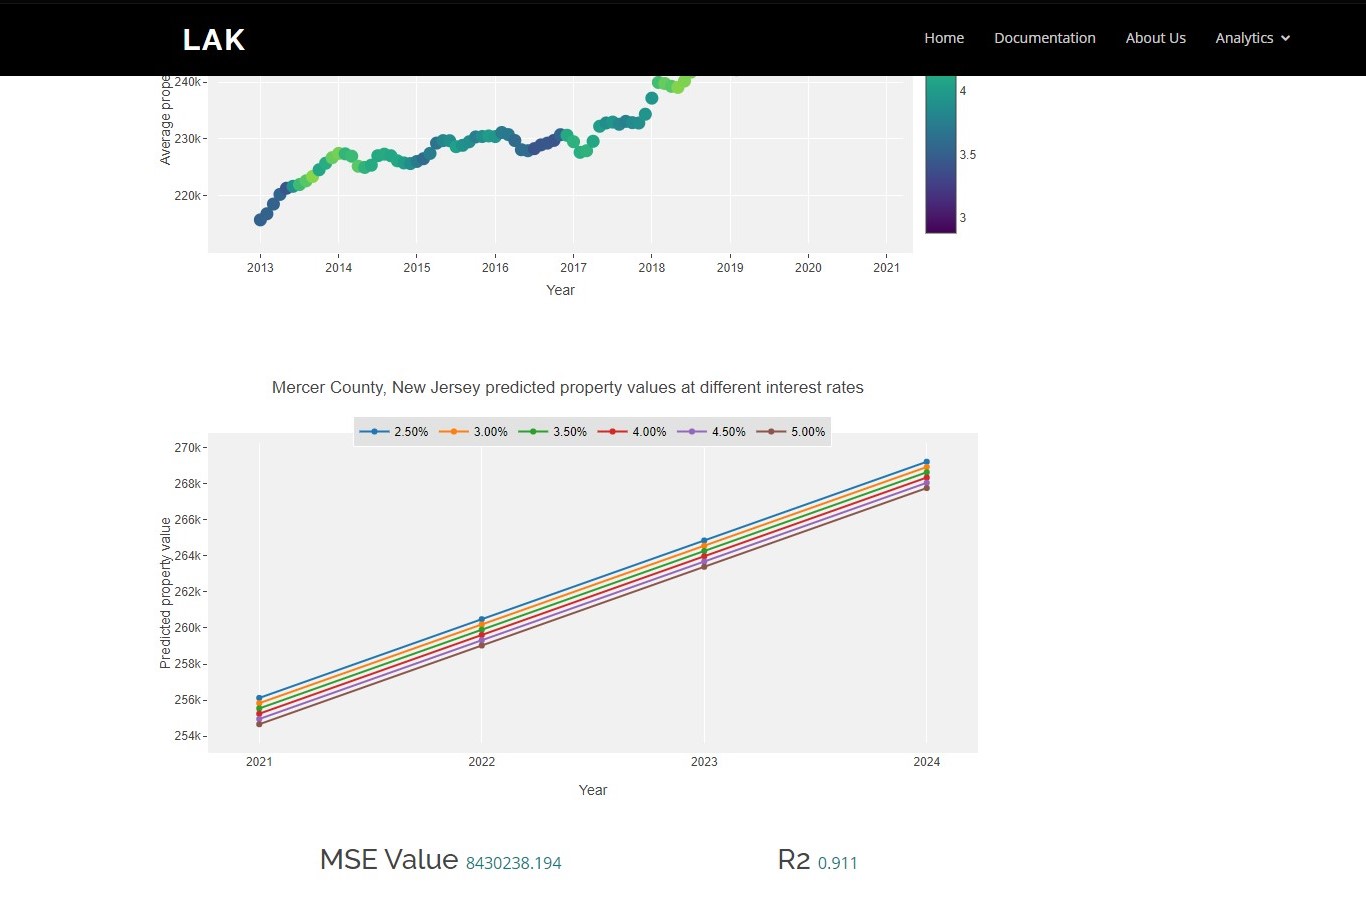 LAK
Home Documentation About Us Analytics
240k
230k
220k
Average prope
4
3.5
3
2013 2014 2015 2016 2017 2018 2019 2020 2021
Year
Mercer County, New Jersey predicted property values at different interest rates
2.50% 3.00% 3.50% 4.00% 4.50% 5.00%
270k
268k
266k
264k
262k
260k
258k
256k
254k
Predicted property value
2021 2022 2023 2024
Year
MSE Value 8430238.194
R2 0.911